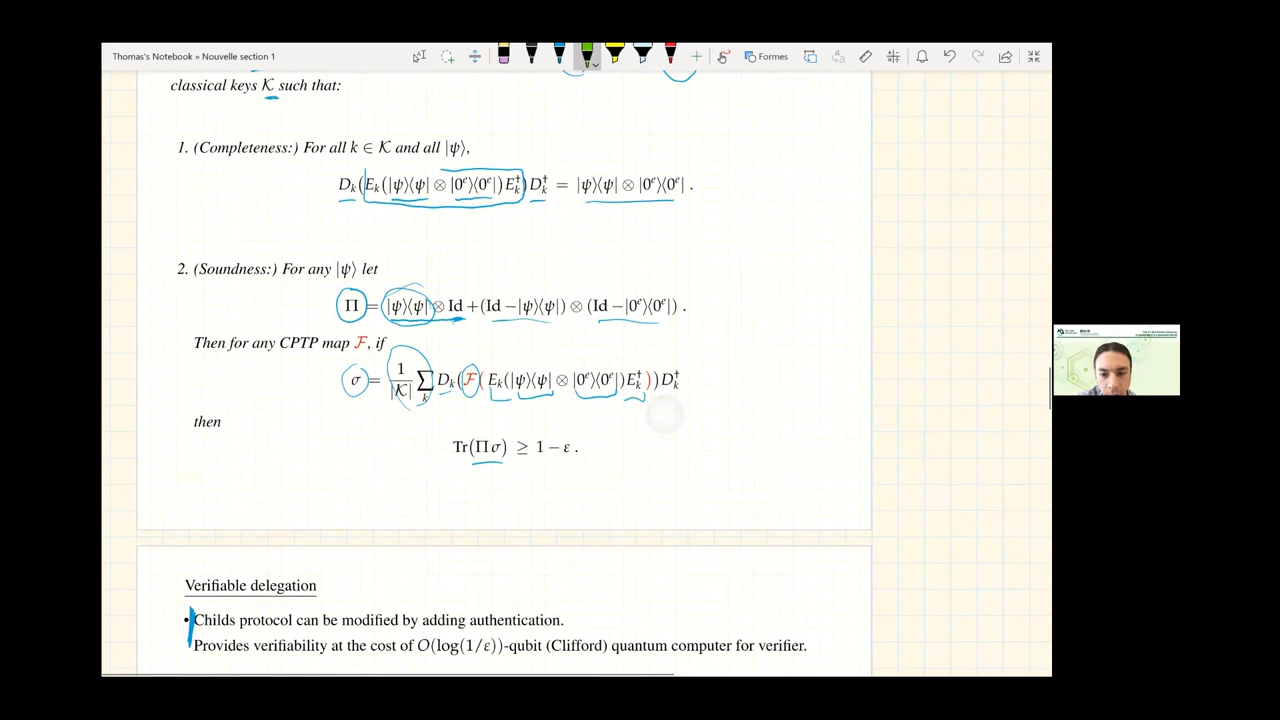 Thomas's Notebook » Nouvelle section 1
Formes
classical keys 𝒦 such that:
1. (Completeness:) For all k ∈ 𝒦 and all |ψ⟩,
D_k(E_k(|ψ⟩⟨ψ| ⊗ |0^e⟩⟨0^e|)E_k^†)D_k^† = |ψ⟩⟨ψ| ⊗ |0^e⟩⟨0^e| .
2. (Soundness:) For any |ψ⟩ let
Π = |ψ⟩⟨ψ| ⊗ Id +(Id −|ψ⟩⟨ψ|) ⊗ (Id −|0^e⟩⟨0^e|) .
Then for any CPTP map ℱ, if
σ = 1/|𝒦| ∑_k D_k(ℱ(E_k(|ψ⟩⟨ψ| ⊗ |0^e⟩⟨0^e|)E_k^†))D_k^†
then
Tr(Π σ) ≥ 1 − ε .
Verifiable delegation
• Childs protocol can be modified by adding authentication.
Provides verifiability at the cost of O(log(1/ε))-qubit (Clifford) quantum computer for verifier.